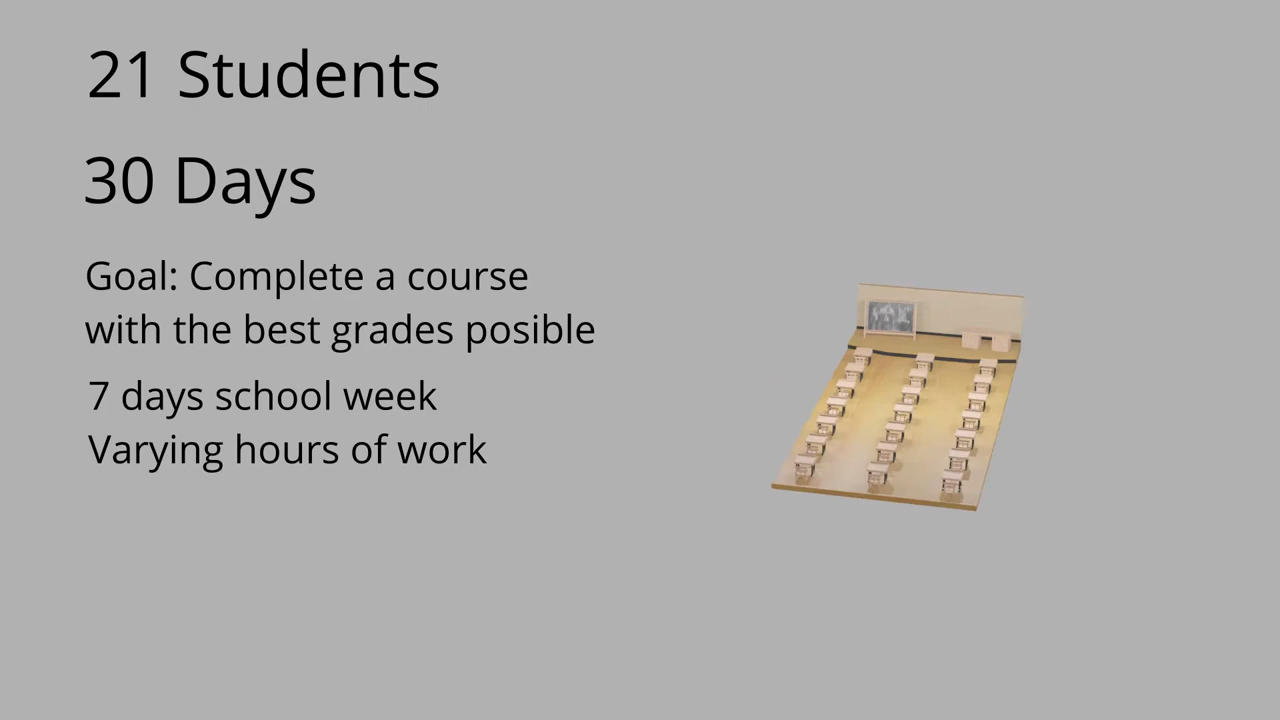 21 Students
30 Days
Goal: Complete a course
with the best grades posible
7 days school week
Varying hours of work